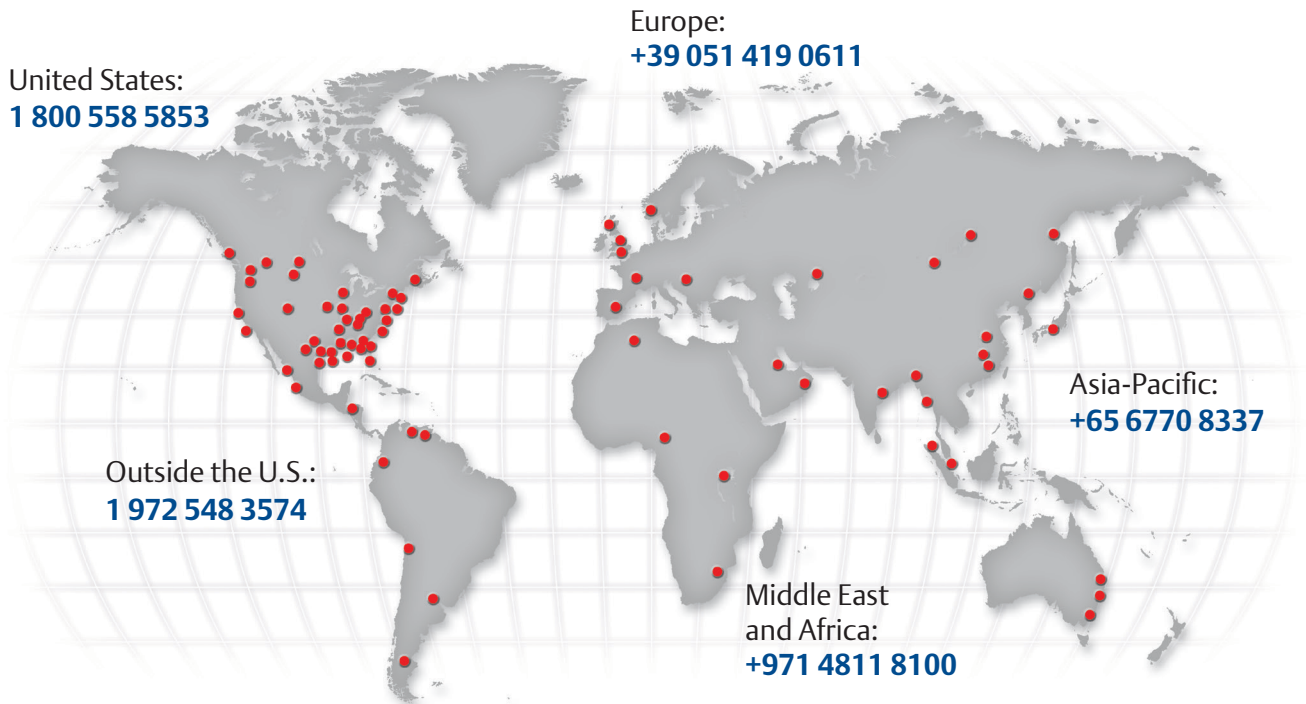 Europe:
+39 051 419 0611
United States:
1 800 558 5853
Asia-Pacific:
+65 6770 8337
Outside the U.S.:
1 972 548 3574
Middle East
and Africa:
+971 4811 8100